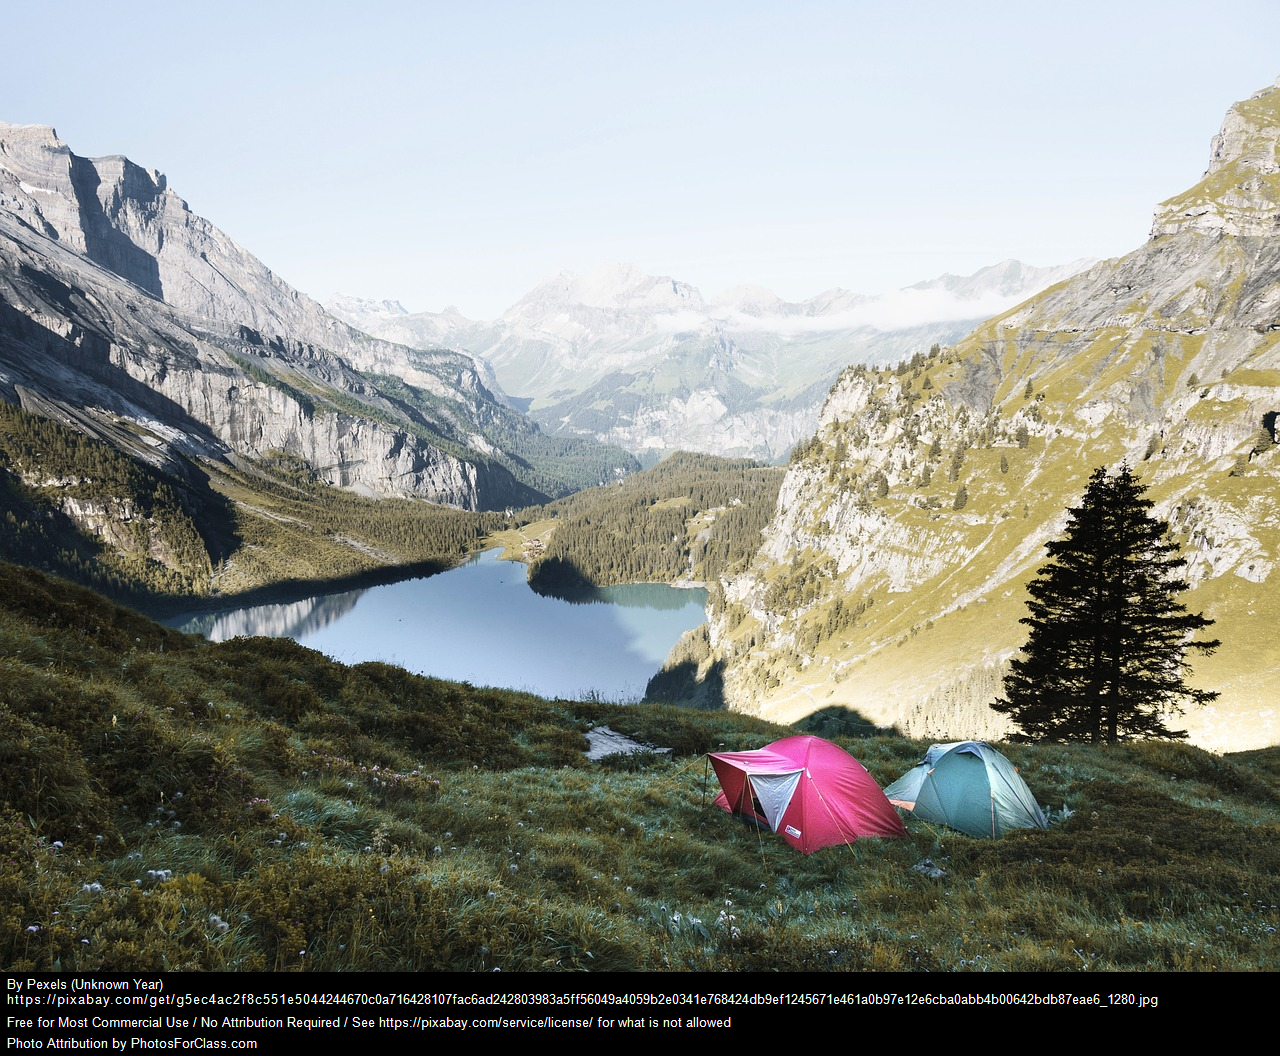 By Pexels (Unknown Year)
https://pixabay.com/get/g5ec4ac2f8c551e5044244670c0a716428107fac6ad242803983a5ff56049a4059b2e0341e768424db9ef1245671e461a0b97e12e6cba0abb4b00642bdb87eae6_1280.jpg
Free for Most Commercial Use / No Attribution Required / See https://pixabay.com/service/license/ for what is not allowed
Photo Attribution by PhotosForClass.com